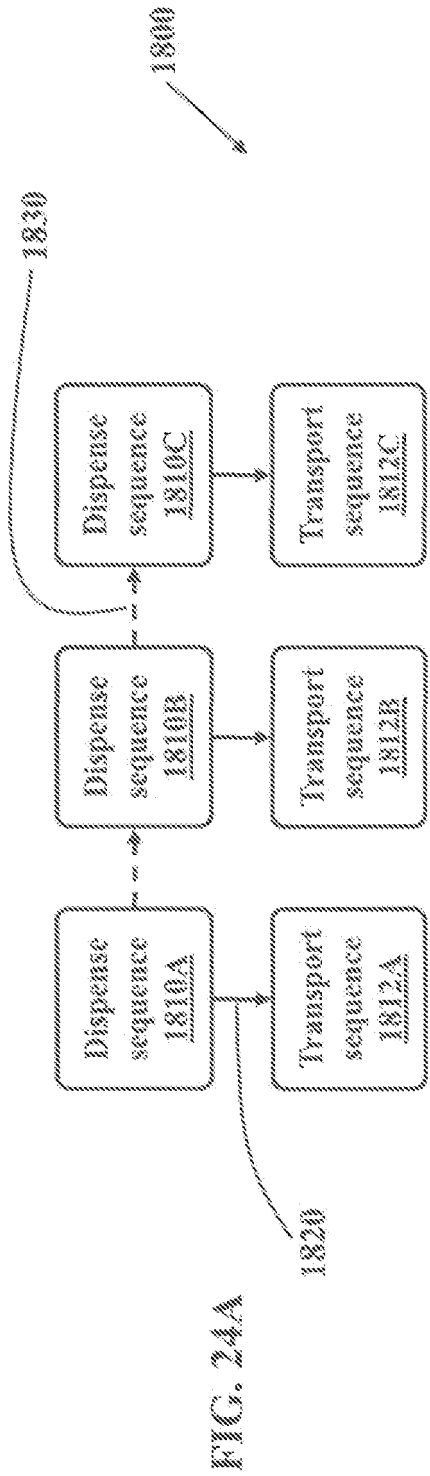 1800
1830
Dispense
sequence
1810A
Dispense
sequence
1810B
Dispense
sequence
1810C
Transport
sequence
1812A
Transport
sequence
1812B
Transport
sequence
1812C
1820
FIG. 24A